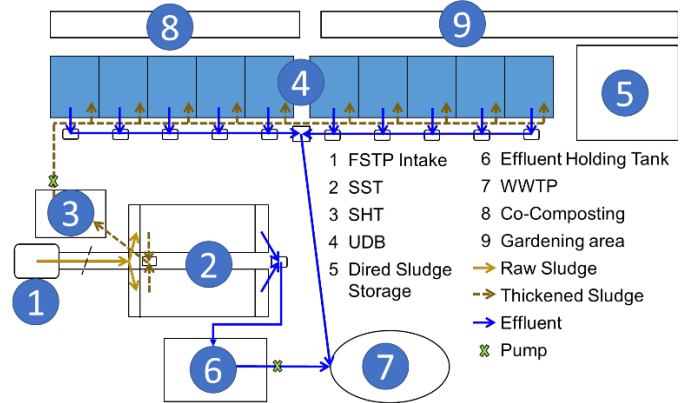 8
9
4
5
3
2
1
6
7
1 FSTP Intake
2 SST
3 SHT
4 UDB
5 Dired Sludge
Storage
6 Effluent Holding Tank
7 WWTP
8 Co-Composting
9 Gardening area
Raw Sludge
Thickened Sludge
Effluent
Pump